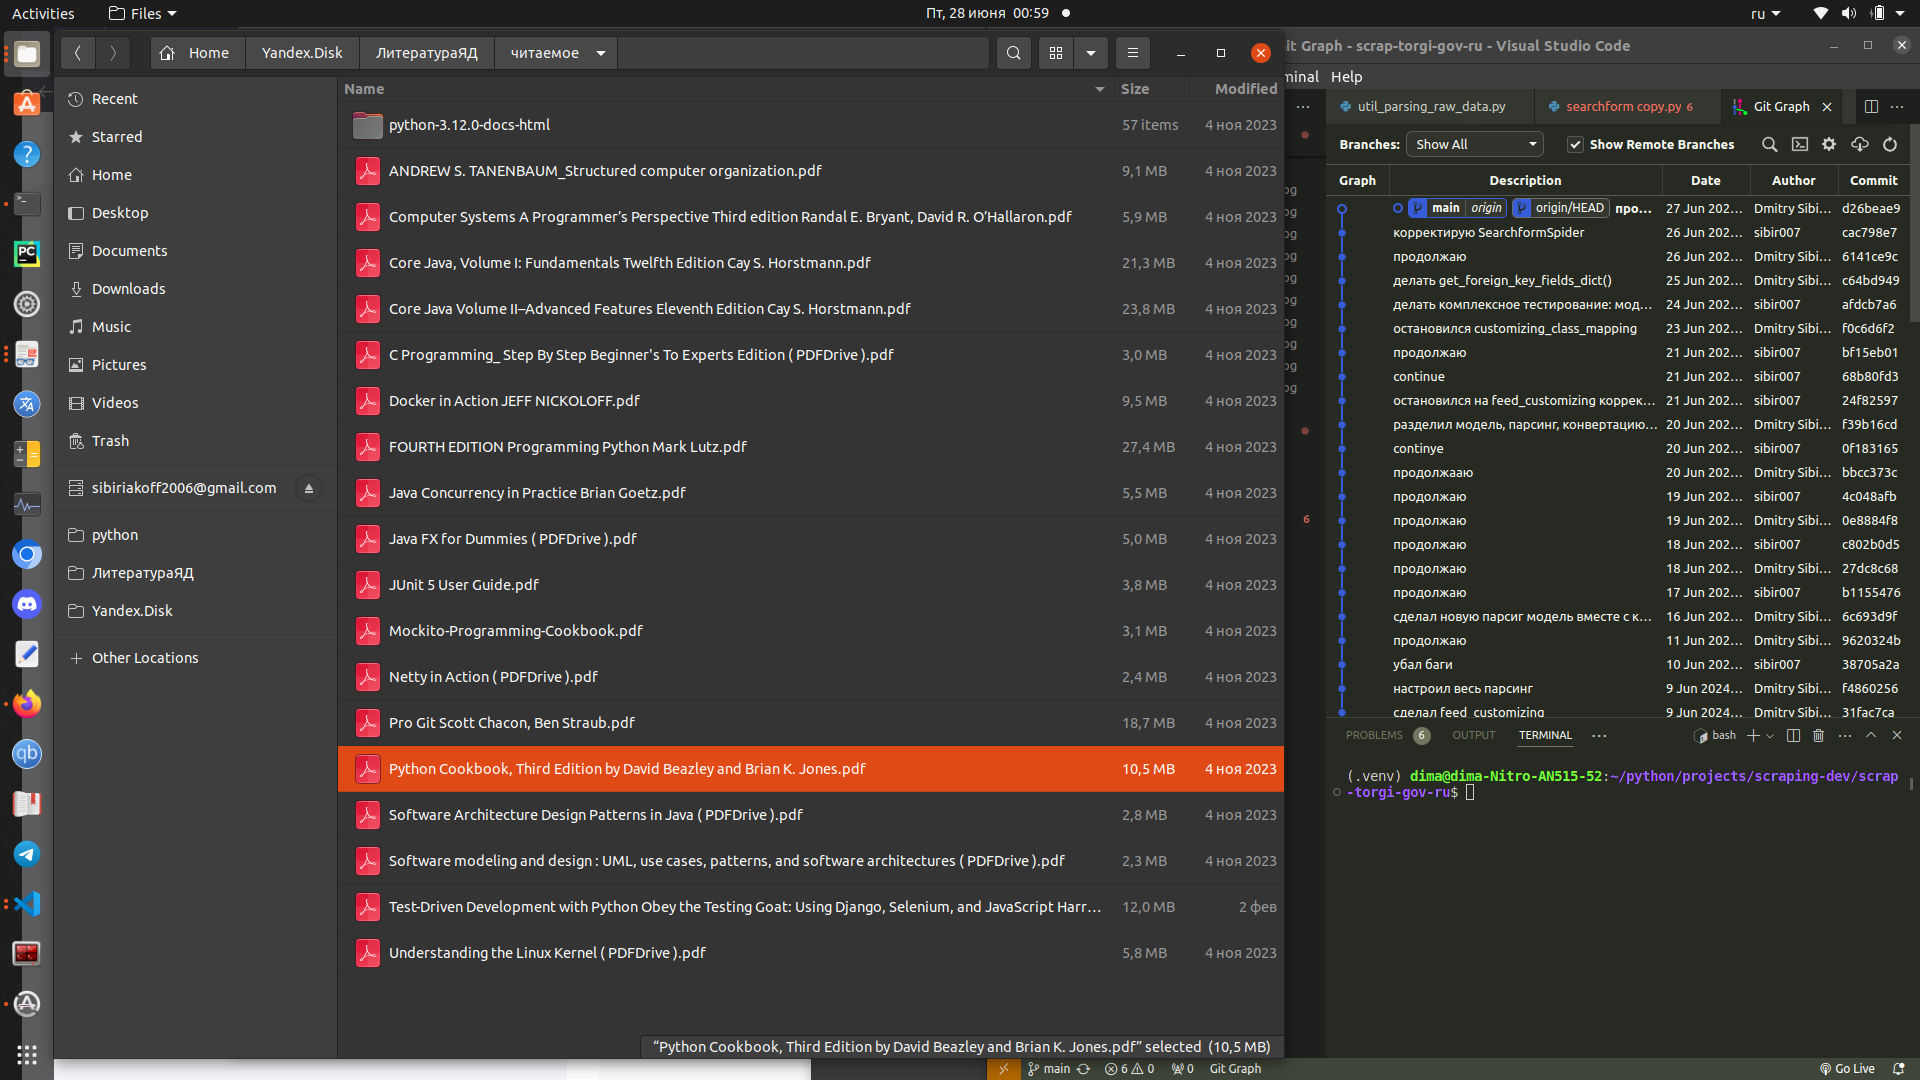 Activities Files Пт, 28 июня 00:59 ru
Home Yandex.Disk ЛитератураЯД читаемое
Name Size Modified
Recent
Starred
Home
Desktop
Documents
Downloads
Music
Pictures
Videos
Trash
sibiriakoff2006@gmail.com
python
ЛитератураЯД
Yandex.Disk
Other Locations
python-3.12.0-docs-html 57 items 4 ноя 2023
ANDREW S. TANENBAUM_Structured computer organization.pdf 9,1 MB 4 ноя 2023
Computer Systems A Programmer’s Perspective Third edition Randal E. Bryant, David R. O’Hallaron.pdf 5,9 MB 4 ноя 2023
Core Java, Volume I: Fundamentals Twelfth Edition Cay S. Horstmann.pdf 21,3 MB 4 ноя 2023
Core Java Volume II–Advanced Features Eleventh Edition Cay S. Horstmann.pdf 23,8 MB 4 ноя 2023
C Programming_ Step By Step Beginner's To Experts Edition ( PDFDrive ).pdf 3,0 MB 4 ноя 2023
Docker in Action JEFF NICKOLOFF.pdf 9,5 MB 4 ноя 2023
FOURTH EDITION Programming Python Mark Lutz.pdf 27,4 MB 4 ноя 2023
Java Concurrency in Practice Brian Goetz.pdf 5,5 MB 4 ноя 2023
Java FX for Dummies ( PDFDrive ).pdf 5,0 MB 4 ноя 2023
JUnit 5 User Guide.pdf 3,8 MB 4 ноя 2023
Mockito-Programming-Cookbook.pdf 3,1 MB 4 ноя 2023
Netty in Action ( PDFDrive ).pdf 2,4 MB 4 ноя 2023
Pro Git Scott Chacon, Ben Straub.pdf 18,7 MB 4 ноя 2023
Python Cookbook, Third Edition by David Beazley and Brian K. Jones.pdf 10,5 MB 4 ноя 2023
Software Architecture Design Patterns in Java ( PDFDrive ).pdf 2,8 MB 4 ноя 2023
Software modeling and design : UML, use cases, patterns, and software architectures ( PDFDrive ).pdf 2,3 MB 4 ноя 2023
Test-Driven Development with Python Obey the Testing Goat: Using Django, Selenium, and JavaScript Harr… 12,0 MB 2 фев
Understanding the Linux Kernel ( PDFDrive ).pdf 5,8 MB 4 ноя 2023
“Python Cookbook, Third Edition by David Beazley and Brian K. Jones.pdf” selected (10,5 MB)
it Graph - scrap-torgi-gov-ru - Visual Studio Code
minal Help
util_parsing_raw_data.py searchform copy.py 6 Git Graph
Branches: Show All Show Remote Branches
Graph Description Date Author Commit
main origin origin/HEAD про... 27 Jun 202... Dmitry Sibi... d26beae9
корректирую SearchformSpider 26 Jun 202... sibir007 cac798e7
продолжаю 26 Jun 202... Dmitry Sibi... 6141ce9c
делать get_foreign_key_fields_dict() 25 Jun 202... Dmitry Sibi... c64bd949
делать комплексное тестирование: мод... 24 Jun 202... sibir007 afdcb7a6
остановился customizing_class_mapping 23 Jun 202... Dmitry Sibi... f0c6d6f2
продолжаю 21 Jun 202... sibir007 bf15eb01
continue 21 Jun 202... sibir007 68b80fd3
остановился на feed_customizing коррек... 21 Jun 202... sibir007 24f82597
разделил модель, парсинг, конвертацию... 20 Jun 202... Dmitry Sibi... f39b16cd
continye 20 Jun 202... sibir007 0f183165
продолжааю 20 Jun 202... Dmitry Sibi... bbcc373c
продолжаю 19 Jun 202... sibir007 4c048afb
продолжаю 19 Jun 202... Dmitry Sibi... 0e8884f8
продолжаю 18 Jun 202... sibir007 c802b0d5
продолжаю 18 Jun 202... Dmitry Sibi... 27dc8c68
продолжаю 17 Jun 202... sibir007 b1155476
сделал новую парсиг модель вместе с к... 16 Jun 202... Dmitry Sibi... 6c693d9f
продолжаю 11 Jun 202... Dmitry Sibi... 9620324b
убал баги 10 Jun 202... sibir007 38705a2a
настроил весь парсинг 9 Jun 2024... Dmitry Sibi... f4860256
сделал feed_customizing 9 Jun 2024... Dmitry Sibi... 31fac7ca
og
og
og
og
og
og
og
og
og
og
6
PROBLEMS 6 OUTPUT TERMINAL bash
(.venv) dima@dima-Nitro-AN515-52:~/python/projects/scraping-dev/scrap
-torgi-gov-ru$
main 6 0 0 Git Graph Go Live